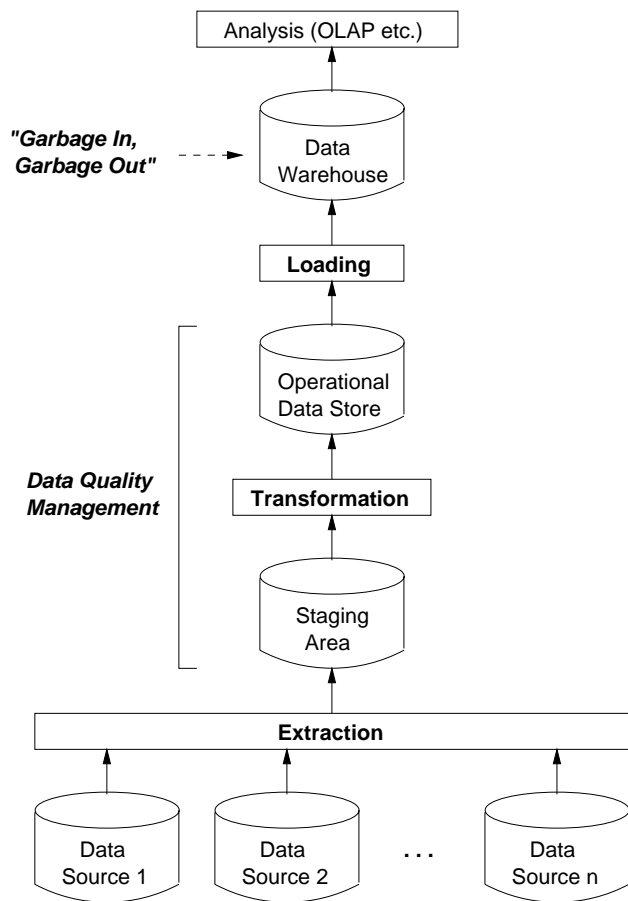 Analysis (OLAP etc.)
"Garbage In,
Garbage Out"
Data
Warehouse
Loading
Operational
Data Store
Data Quality
Management
Transformation
Staging
Area
Extraction
Data
Source 1
Data
Source 2
...
Data
Source n